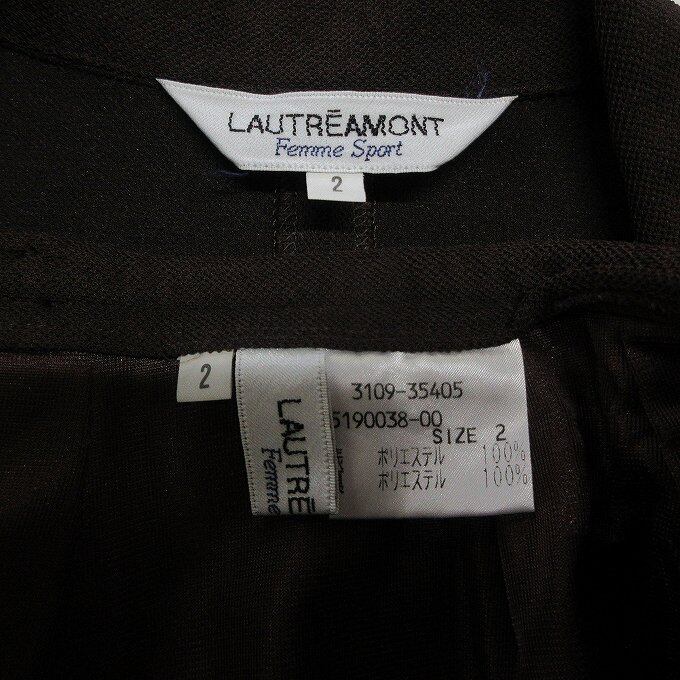 LAUTRĒAMONT
Femme Sport
2
2
LAUTRĒ
Femme
3109-35405
5190038-00
SIZE 2
ポリエステル 100%
ポリエステル 100%